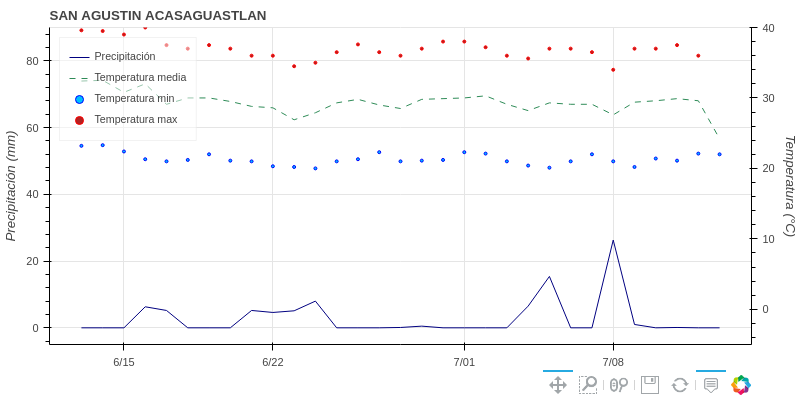 SAN AGUSTIN ACASAGUASTLAN
Precipitación
Temperatura media
Temperatura min
Temperatura max
Precipitación (mm)
80
60
40
20
0
40
30
20
10
0
Temperatura (°C)
6/15
6/22
7/01
7/08